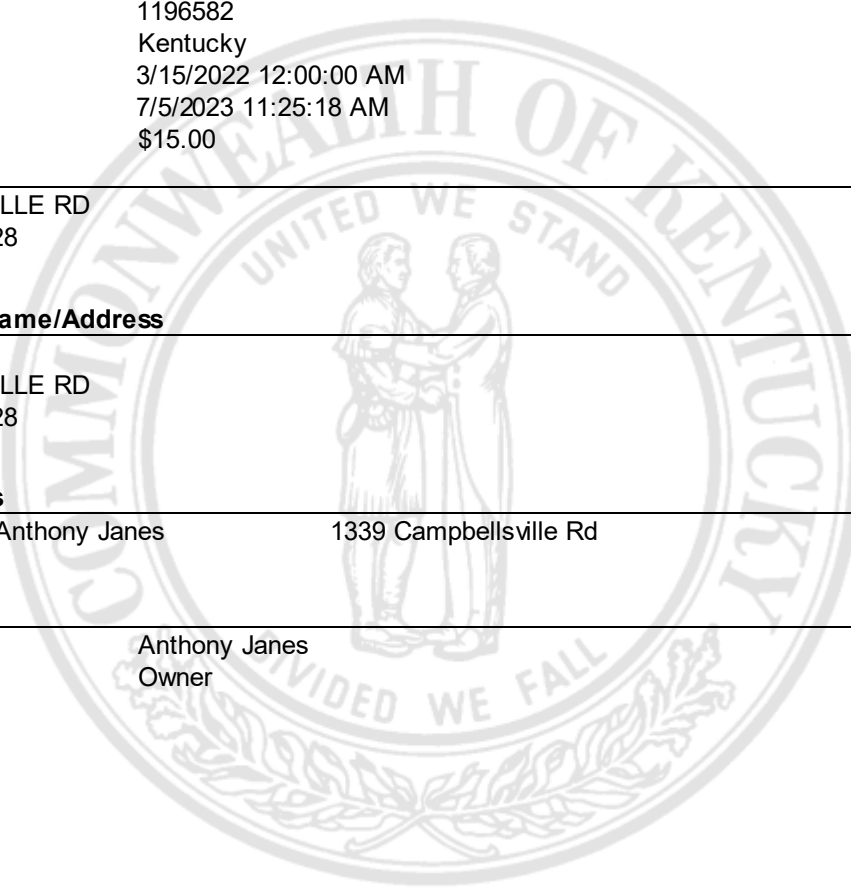 1196582
Kentucky
3/15/2022 12:00:00 AM
7/5/2023 11:25:18 AM
$15.00
LLE RD
28
ame/Address
LLE RD
28
s
Anthony Janes 1339 Campbellsville Rd
Anthony Janes
Owner
COMMONWEALTH OF KENTUCKY
UNITED WE STAND
DIVIDED WE FALL